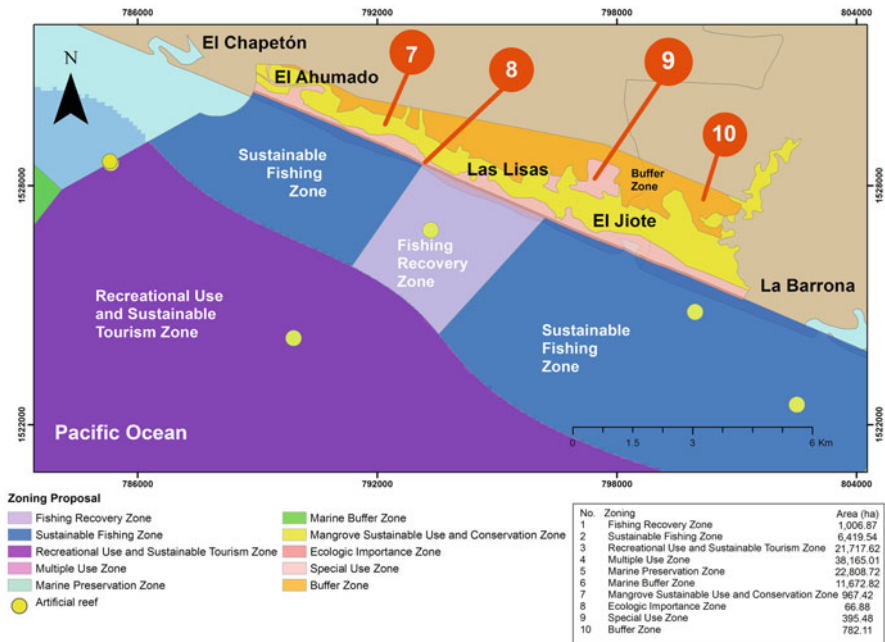 786000
792000
798000
804000
El Chapetón
7
8
9
N
El Ahumado
10
Sustainable
Fishing
Zone
Las Lisas
Buffer
Zone
1528000
1528000
El Jiote
Fishing
Recovery
Zone
La Barrona
Recreational Use
and Sustainable
Tourism Zone
Sustainable
Fishing
Zone
Pacific Ocean
1522000
1522000
0
1.5
3
6 Km
786000
792000
798000
804000
Zoning Proposal
Fishing Recovery Zone
Sustainable Fishing Zone
Recreational Use and Sustainable Tourism Zone
Multiple Use Zone
Marine Preservation Zone
Artificial reef
Marine Buffer Zone
Mangrove Sustainable Use and Conservation Zone
Ecologic Importance Zone
Special Use Zone
Buffer Zone
No. Zoning Area (ha)
1 Fishing Recovery Zone 1,006.87
2 Sustainable Fishing Zone 6,419.54
3 Recreational Use and Sustainable Tourism Zone 21,717.62
4 Multiple Use Zone 38,165.01
5 Marine Preservation Zone 22,808.72
6 Marine Buffer Zone 11,672.82
7 Mangrove Sustainable Use and Conservation Zone 967.42
8 Ecologic Importance Zone 66.88
9 Special Use Zone 395.48
10 Buffer Zone 782.11